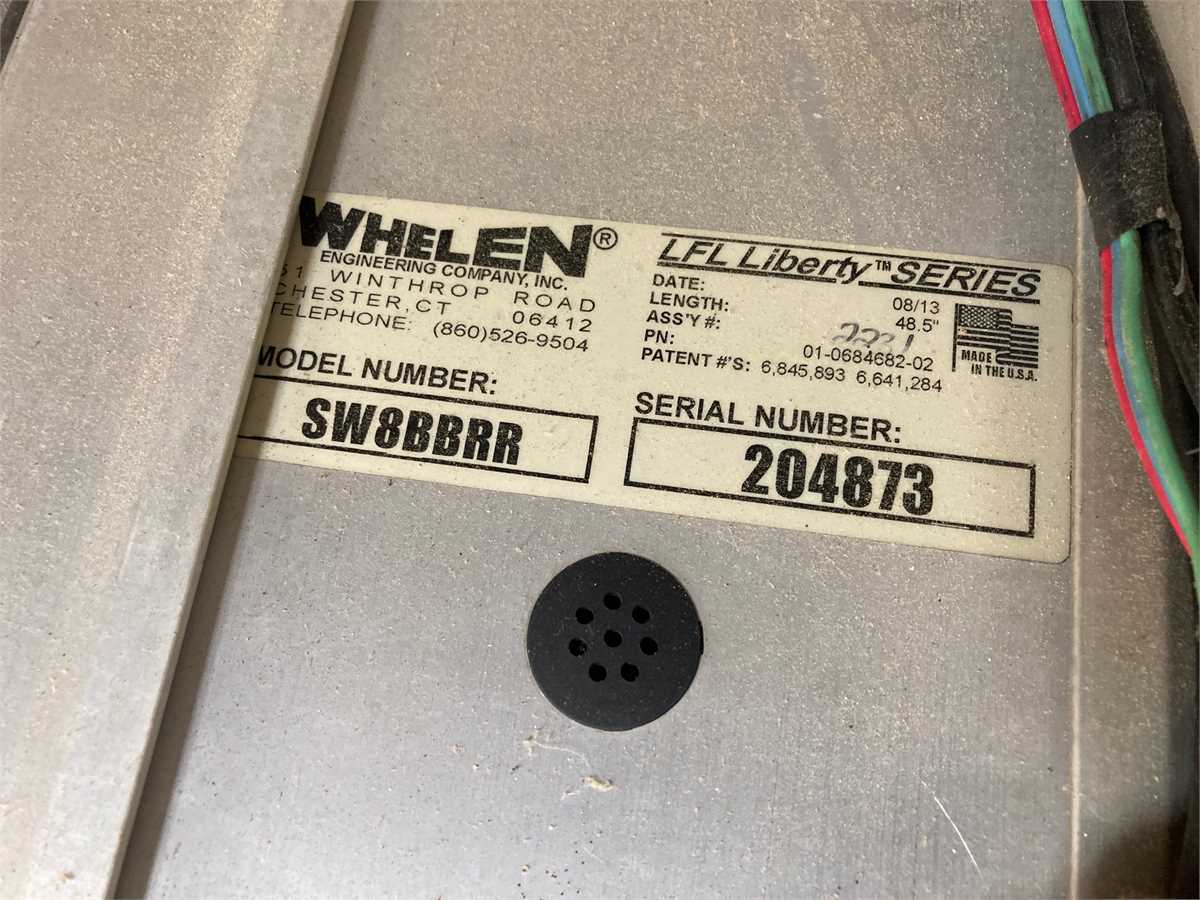 WHELEN®
ENGINEERING COMPANY, INC.
51 WINTHROP ROAD
CHESTER, CT 06412
TELEPHONE: (860)526-9504
MODEL NUMBER:
SW8BBRR
LFL Liberty™ SERIES
DATE: 08/13
LENGTH: 48.5"
ASS'Y #:
PN: 01-0684682-02
PATENT #'S: 6,845,893 6,641,284
MADE
IN THE U.S.A.
SERIAL NUMBER:
204873